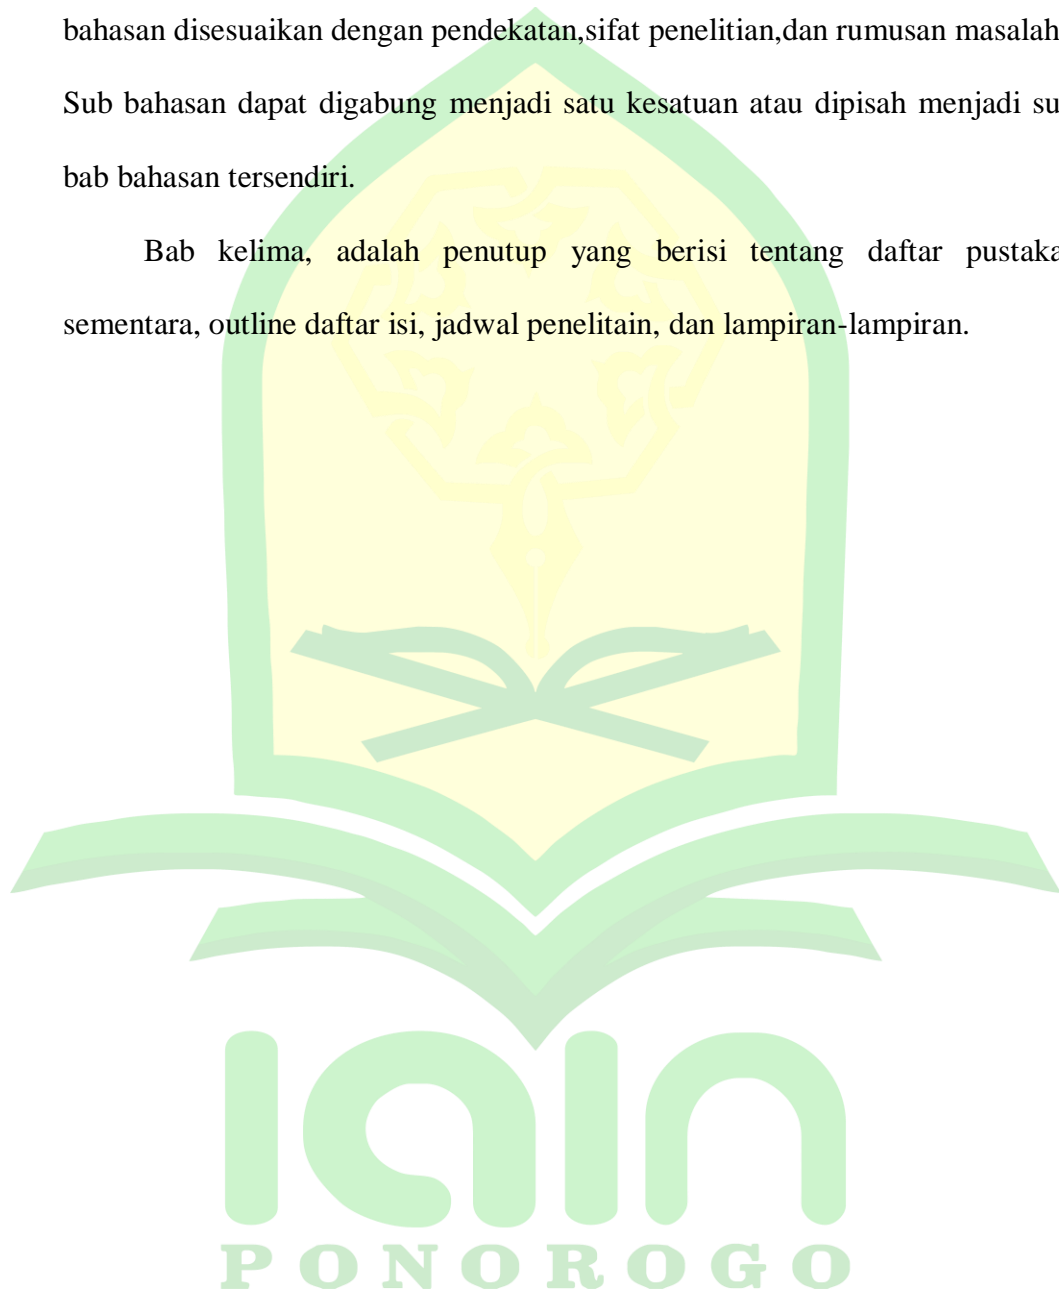 bahasan disesuaikan dengan pendekatan,sifat penelitian,dan rumusan masalah
Sub bahasan dapat digabung menjadi satu kesatuan atau dipisah menjadi su
bab bahasan tersendiri.
Bab kelima, adalah penutup yang berisi tentang daftar pustaka
sementara, outline daftar isi, jadwal penelitain, dan lampiran-lampiran.
iain
PONOROGO